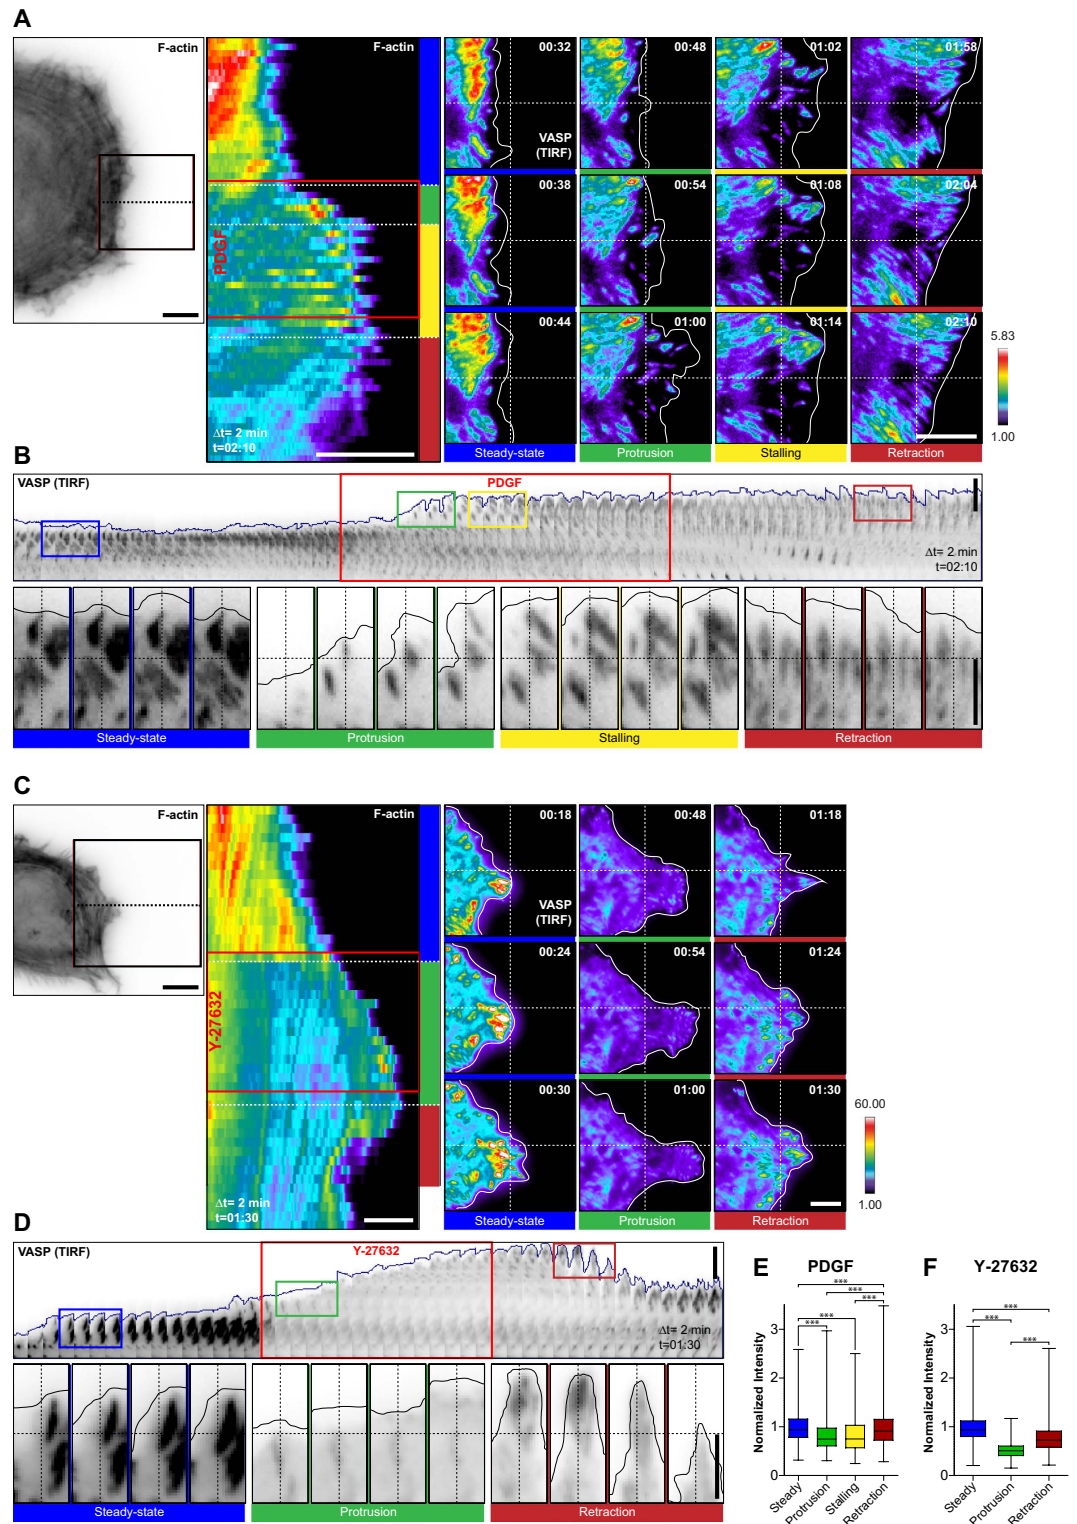 A
F-actin
F-actin
PDGF
Δt= 2 min
t=02:10
00:32
00:48
01:02
01:58
VASP
(TIRF)
00:38
00:54
01:08
02:04
00:44
01:00
01:14
02:10
5.83
1.00
Steady-state
Protrusion
Stalling
Retraction
B
VASP (TIRF)
PDGF
Δt= 2 min
t=02:10
Steady-state
Protrusion
Stalling
Retraction
C
F-actin
F-actin
Y-27632
Δt= 2 min
t=01:30
00:18
00:48
01:18
VASP
(TIRF)
00:24
00:54
01:24
00:30
01:00
01:30
60.00
1.00
Steady-state
Protrusion
Retraction
D
VASP (TIRF)
Y-27632
Δt= 2 min
t=01:30
Steady-state
Protrusion
Retraction
E
PDGF
***
***
***
***
***
Normalized Intensity
3
2
1
0
Steady
Protrusion
Stalling
Retraction
F
Y-27632
***
***
***
Normalized Intensity
3
2
1
0
Steady
Protrusion
Retraction